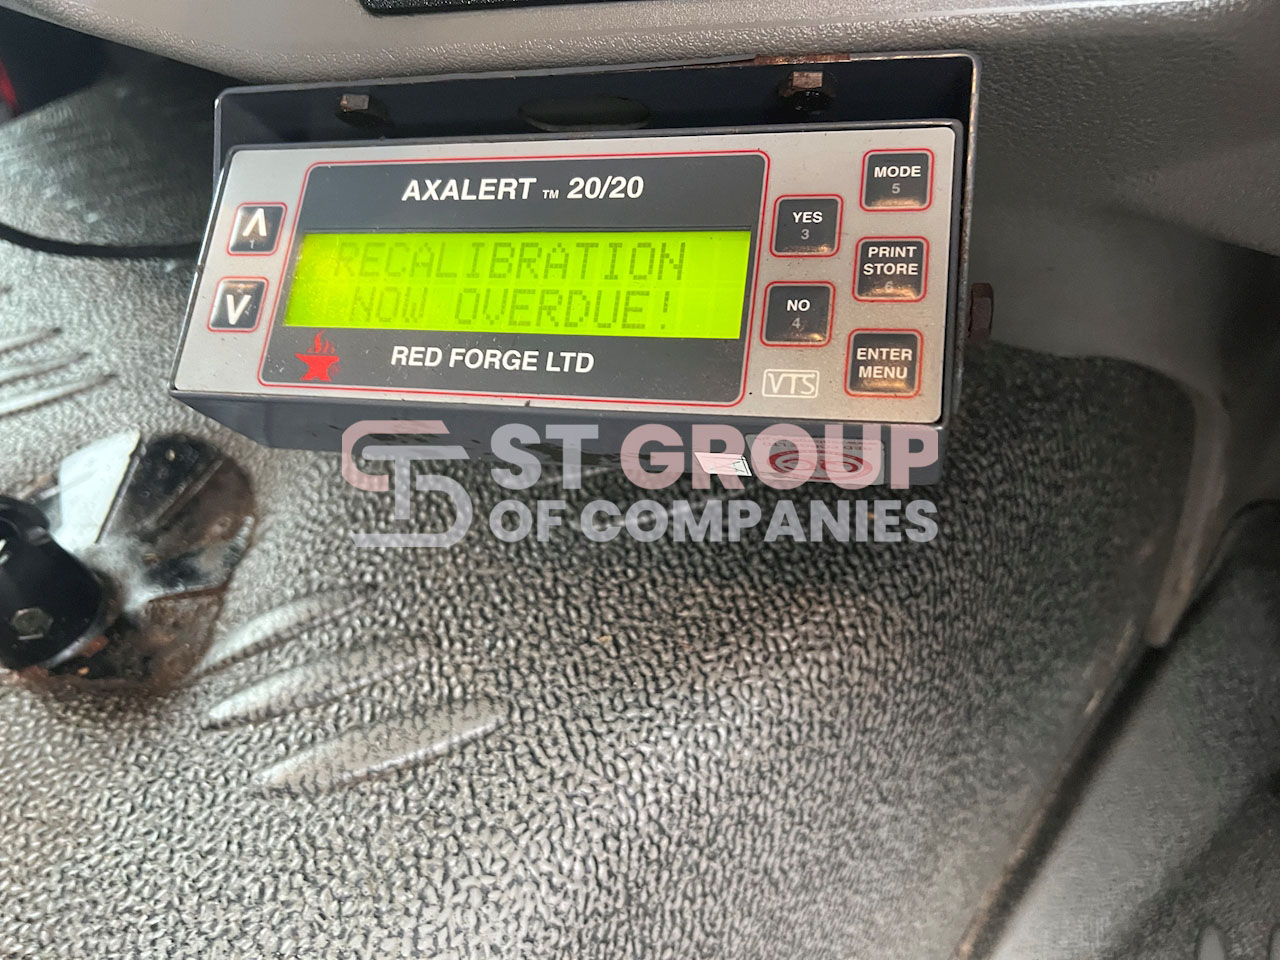 AXALERT TM 20/20
RECALIBRATION
NOW OVERDUE!
RED FORGE LTD
1
2
YES
3
NO
4
MODE
5
PRINT
STORE
6
ENTER
MENU
VTS
ST GROUP
OF COMPANIES